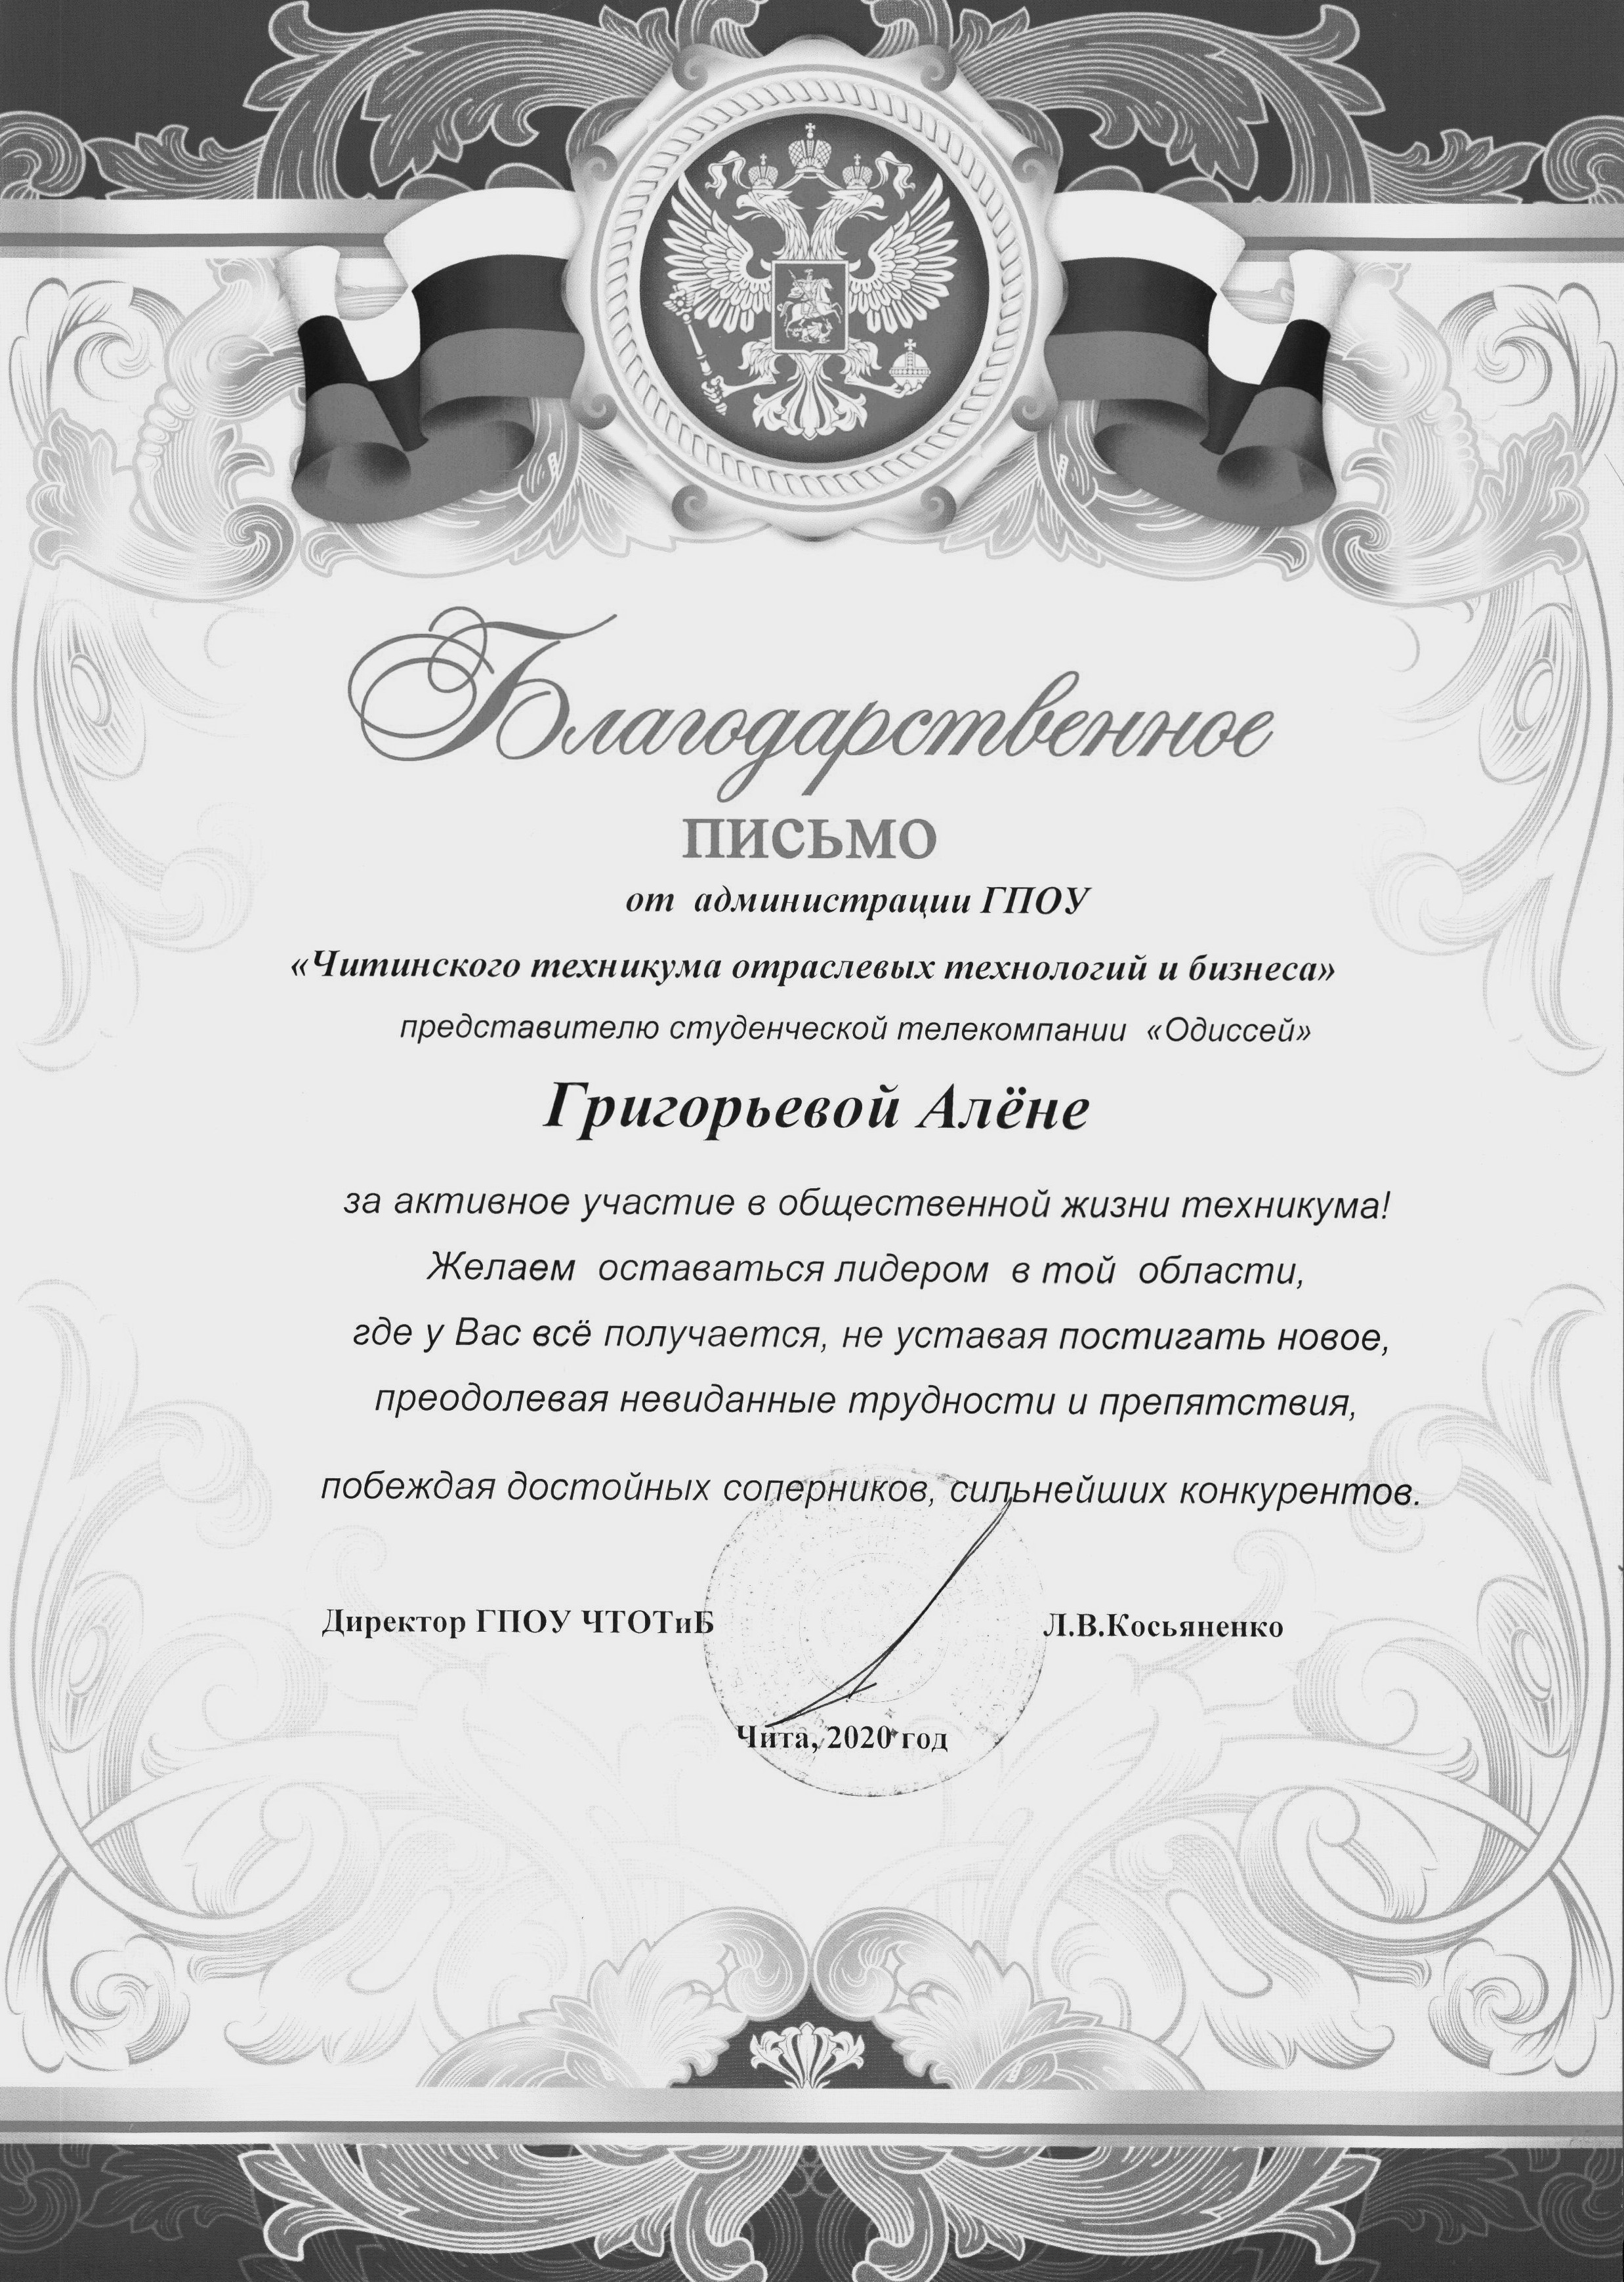 Благодарственное
ПИСЬМО
от администрации ГПОУ
«Читинского техникума отраслевых технологий и бизнеса»
представителю студенческой телекомпании «Одиссей»
Григорьевой Алёне
за активное участие в общественной жизни техникума!
Желаем оставаться лидером в той области,
где у Вас всё получается, не уставая постигать новое,
преодолевая невиданные трудности и препятствия,
побеждая достойных соперников, сильнейших конкурентов.
Директор ГПОУ ЧТОТиБ Л.В.Косьяненко
Чита, 2020 год